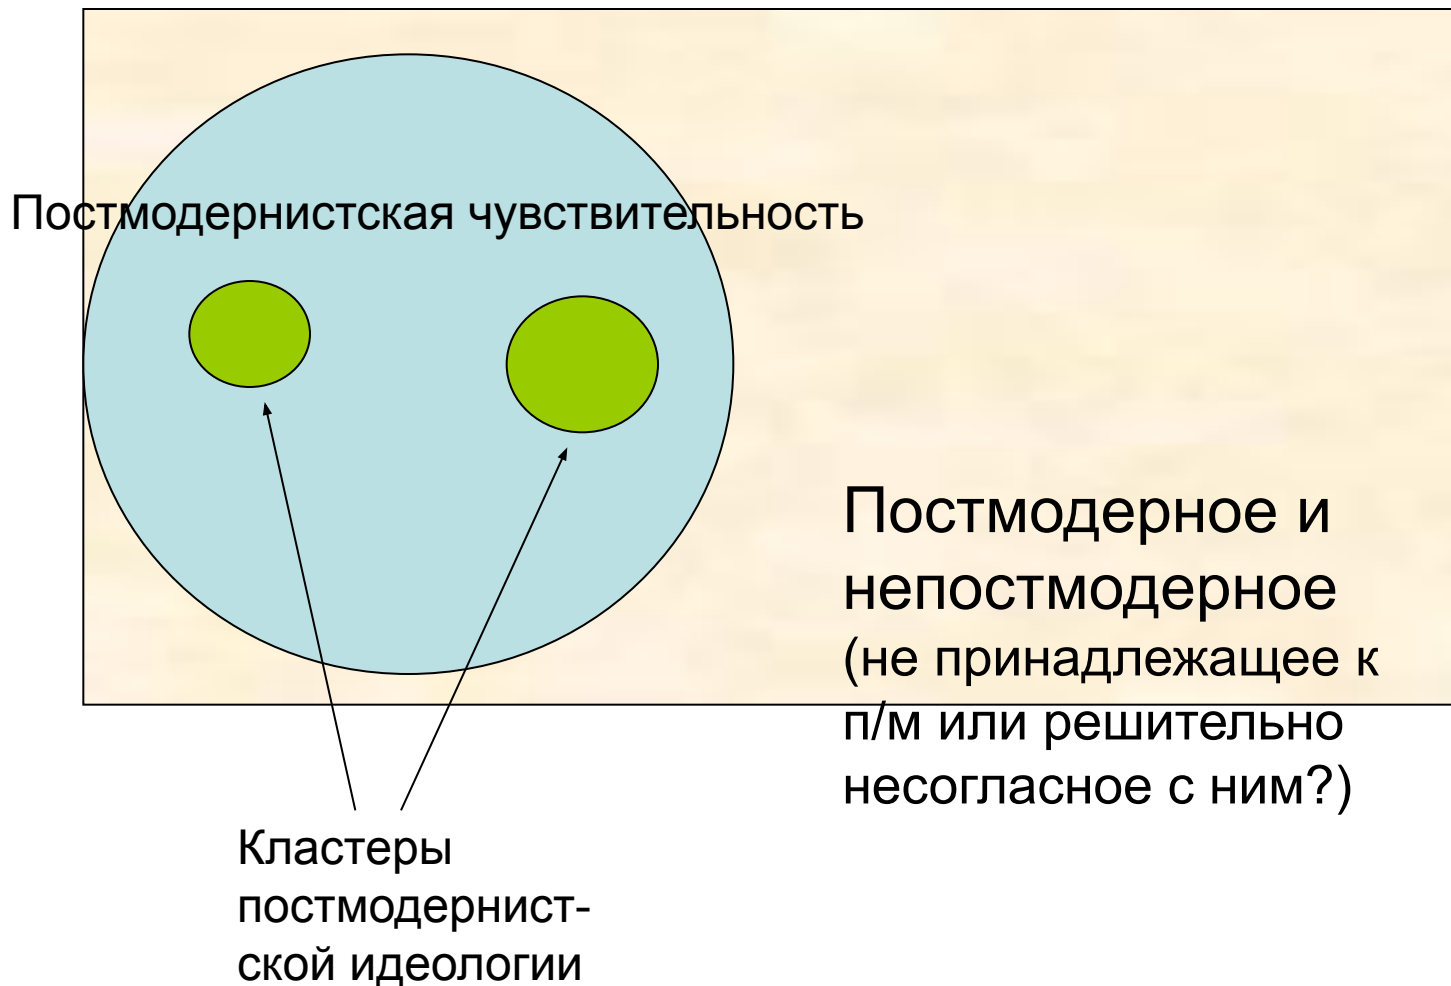 Постмодернистская чувствительность
Постмодерное и
непостмодерное
(не принадлежащее к
п/м или решительно
несогласное с ним?)
Кластеры
постмодернист-
ской идеологии